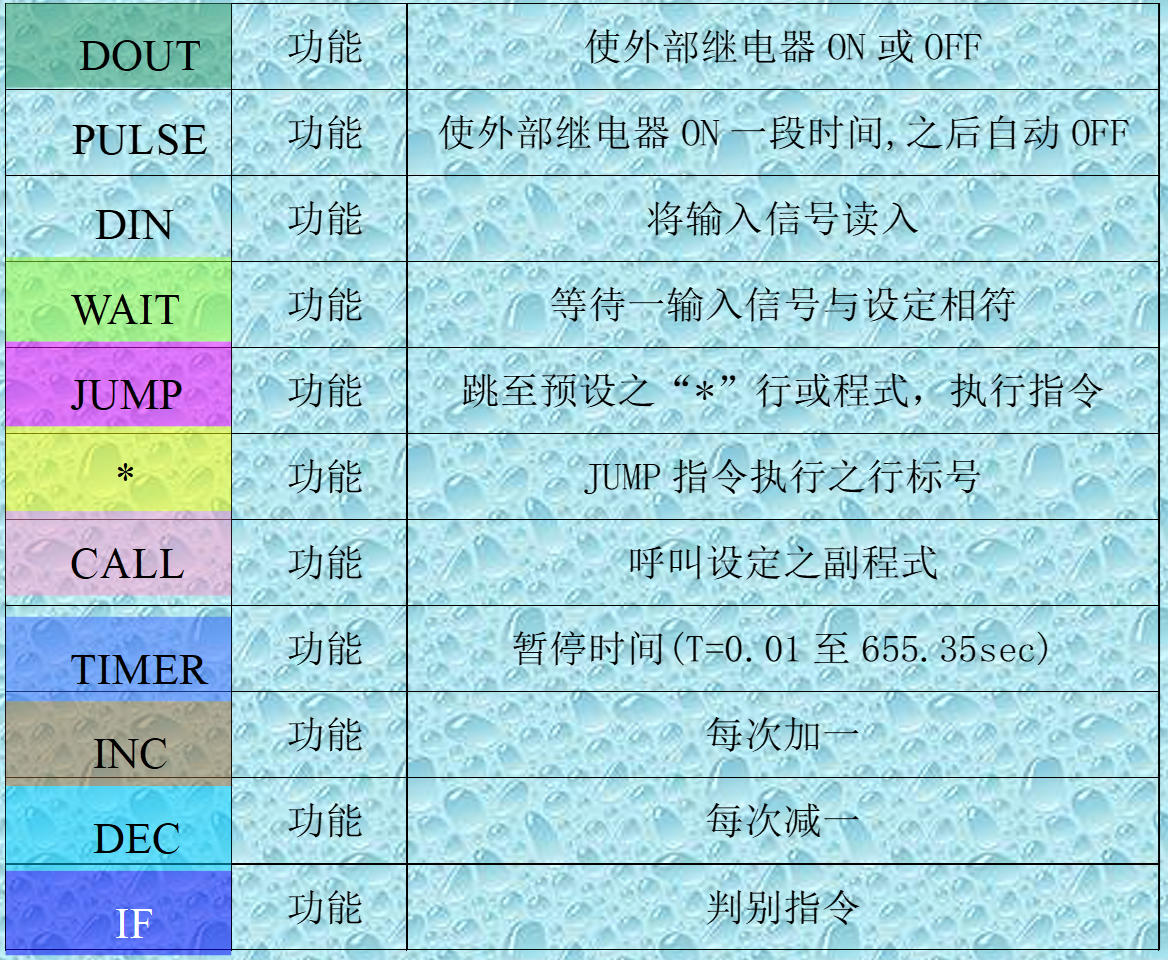 DOUT 功能 使外部继电器 ON 或 OFF
PULSE 功能 使外部继电器 ON 一段时间,之后自动 OFF
DIN 功能 将输入信号读入
WAIT 功能 等待一输入信号与设定相符
JUMP 功能 跳至预设之“*”行或程式，执行指令
* 功能 JUMP 指令执行之行标号
CALL 功能 呼叫设定之副程式
TIMER 功能 暂停时间(T=0.01 至 655.35sec)
INC 功能 每次加一
DEC 功能 每次减一
IF 功能 判别指令